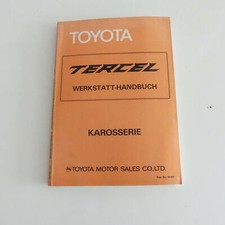 TOYOTA
TERCEL
WERKSTATT-HANDBUCH
KAROSSERIE
TOYOTA MOTOR SALES CO.,LTD.